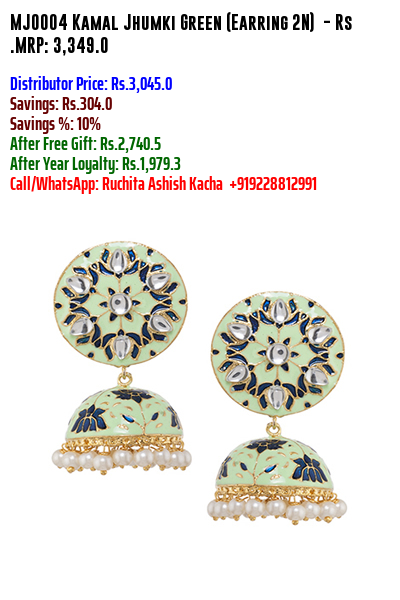 MJ0004 Kamal Jhumki Green (Earring 2N) - Rs
.MRP: 3,349.0
Distributor Price: Rs.3,045.0
Savings: Rs.304.0
Savings %: 10%
After Free Gift: Rs.2,740.5
After Year Loyalty: Rs.1,979.3
Call/WhatsApp: Ruchita Ashish Kacha +919228812991